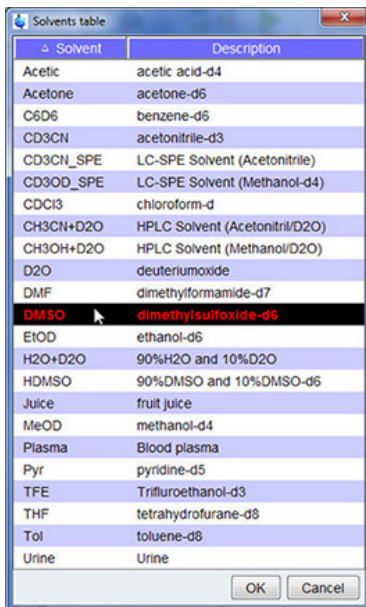 Solvents table
Solvent Description
Acetic acetic acid-d4
Acetone acetone-d6
C6D6 benzene-d6
CD3CN acetonitrile-d3
CD3CN_SPE LC-SPE Solvent (Acetonitrile)
CD3OD_SPE LC-SPE Solvent (Methanol-d4)
CDCl3 chloroform-d
CH3CN+D2O HPLC Solvent (Acetonitril/D2O)
CH3OH+D2O HPLC Solvent (Methanol/D2O)
D2O deuteriumoxide
DMF dimethylformamide-d7
DMSO dimethylsulfoxide-d6
EtOD ethanol-d6
H2O+D2O 90%H2O and 10%D2O
HDMSO 90%DMSO and 10%DMSO-d6
Juice fruit juice
MeOD methanol-d4
Plasma Blood plasma
Pyr pyridine-d5
TFE Trifluroethanol-d3
THF tetrahydrofurane-d8
Tol toluene-d8
Urine Urine
OK Cancel